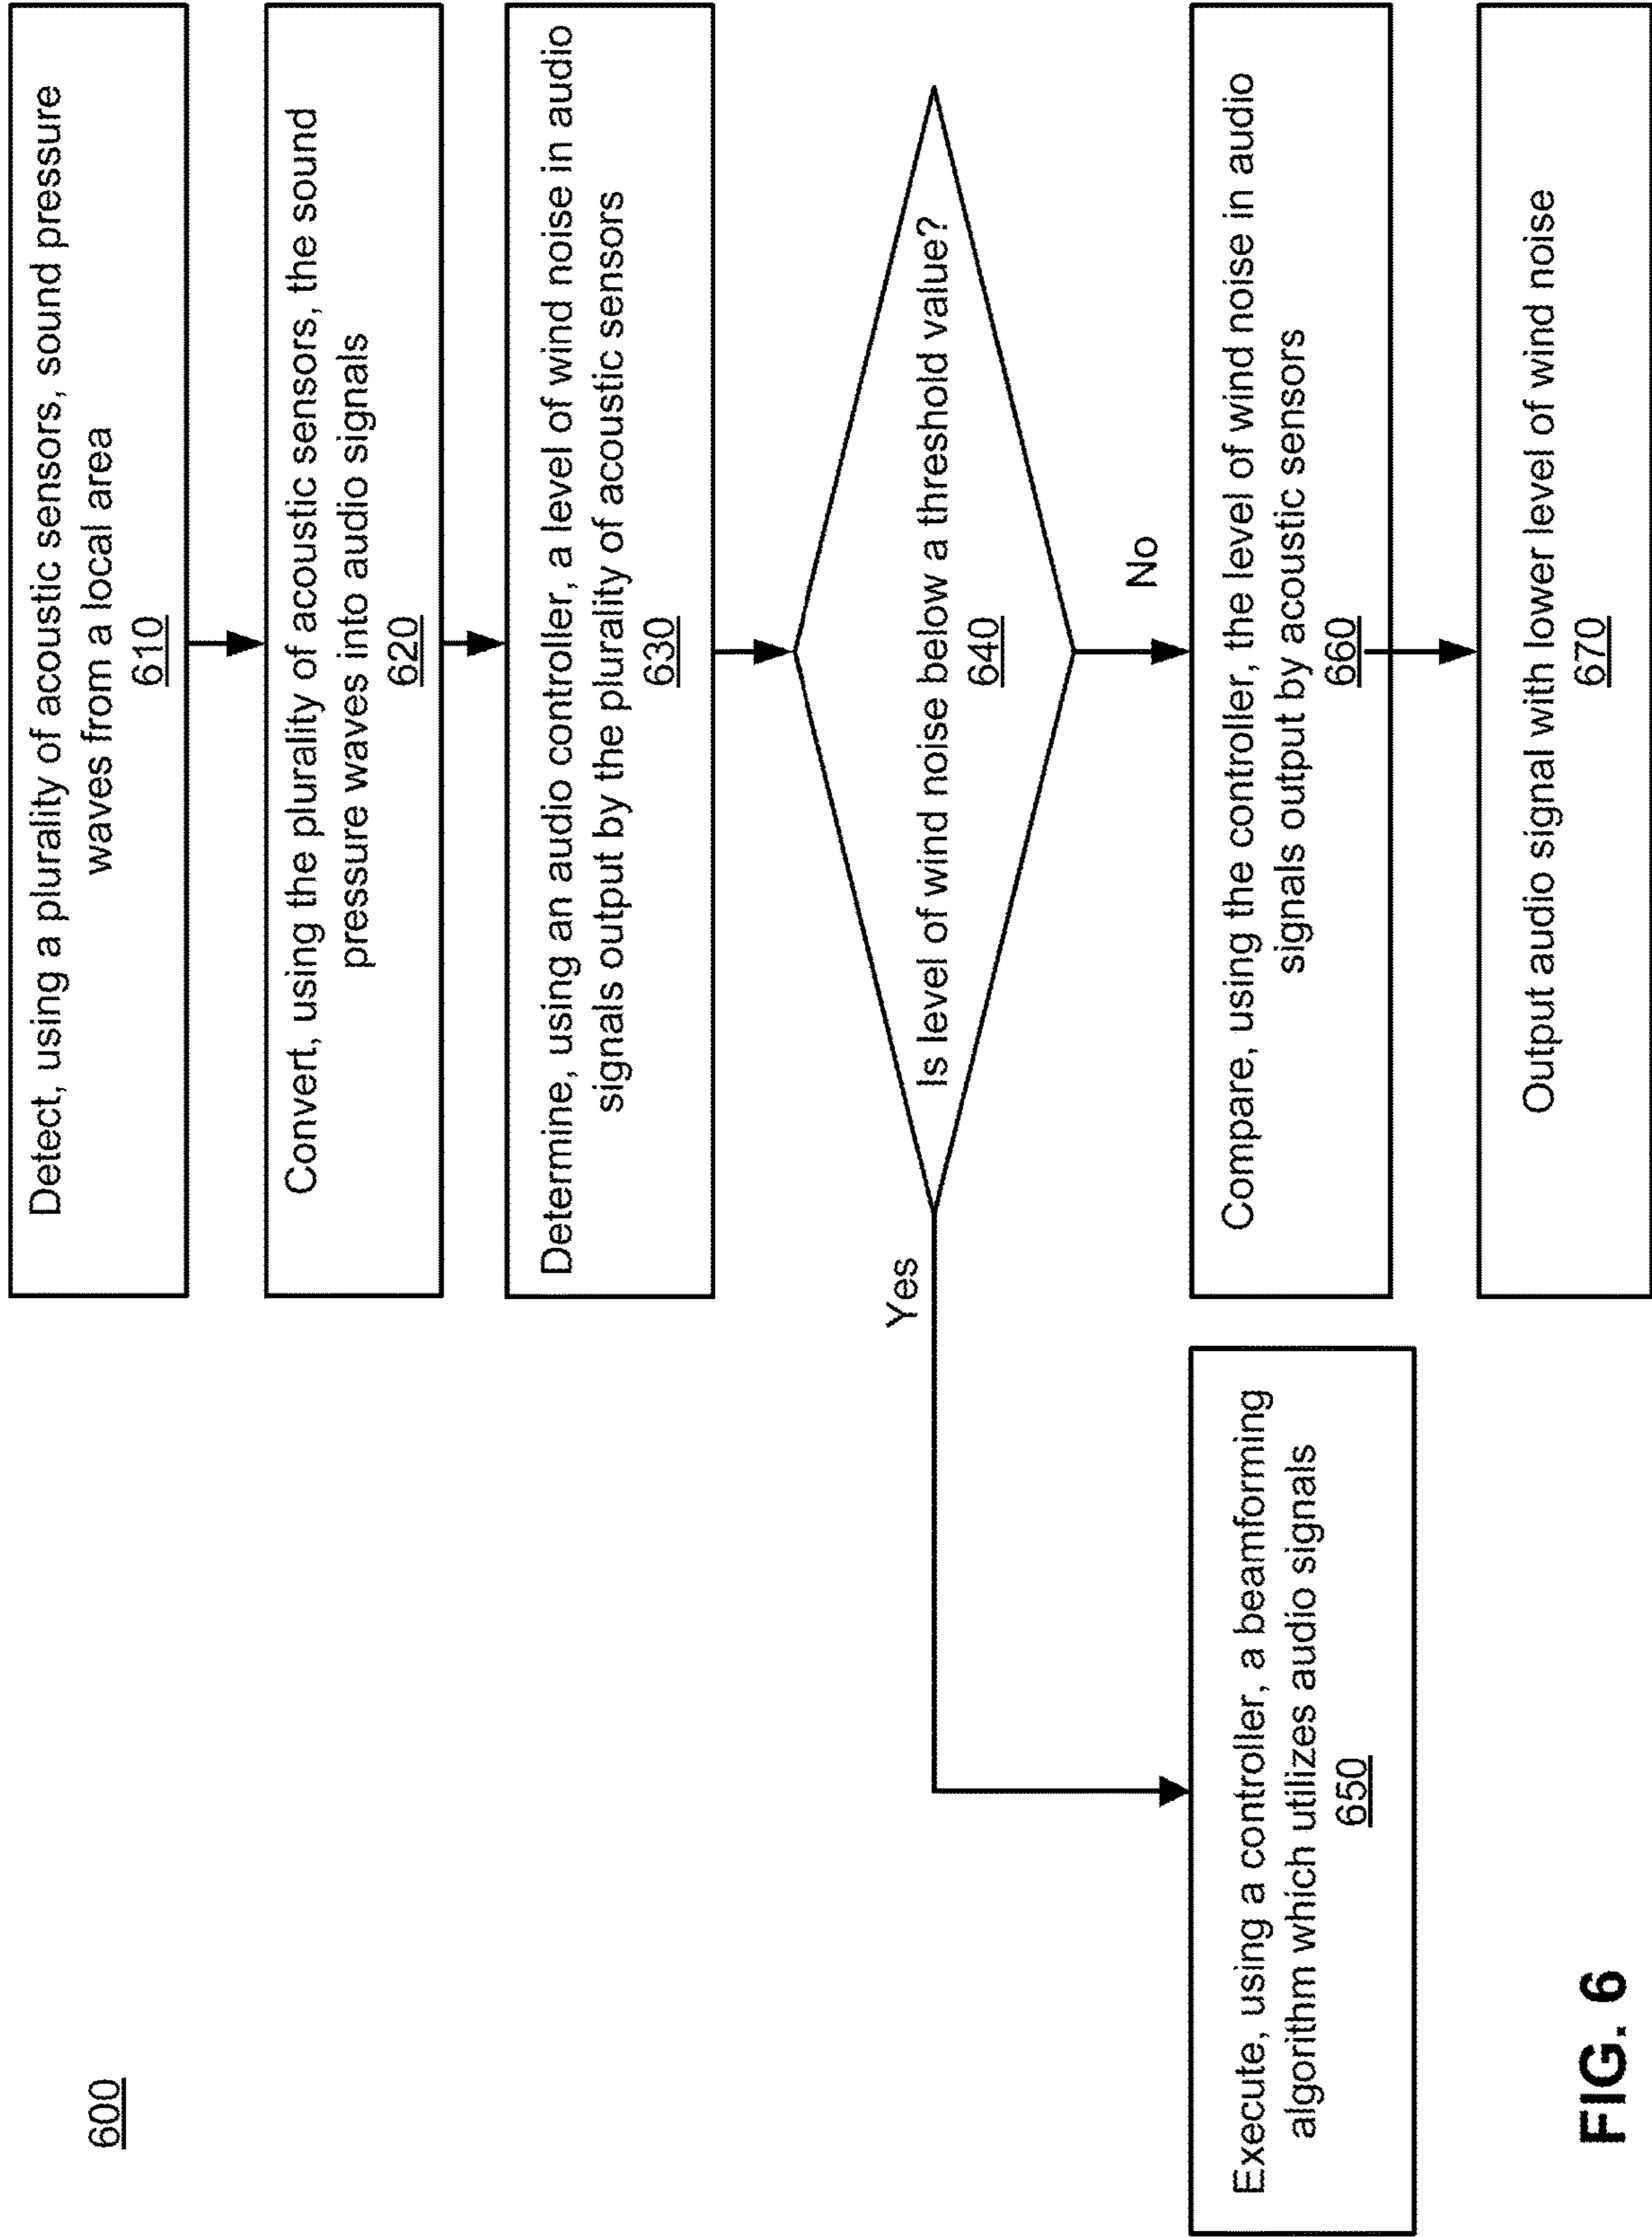 600
Detect, using a plurality of acoustic sensors, sound pressure
waves from a local area
610
Convert, using the plurality of acoustic sensors, the sound
pressure waves into audio signals
620
Determine, using an audio controller, a level of wind noise in audio
signals output by the plurality of acoustic sensors
630
Is level of wind noise below a threshold value?
640
Yes
No
Execute, using a controller, a beamforming
algorithm which utilizes audio signals
650
Compare, using the controller, the level of wind noise in audio
signals output by acoustic sensors
660
Output audio signal with lower level of wind noise
670
FIG. 6